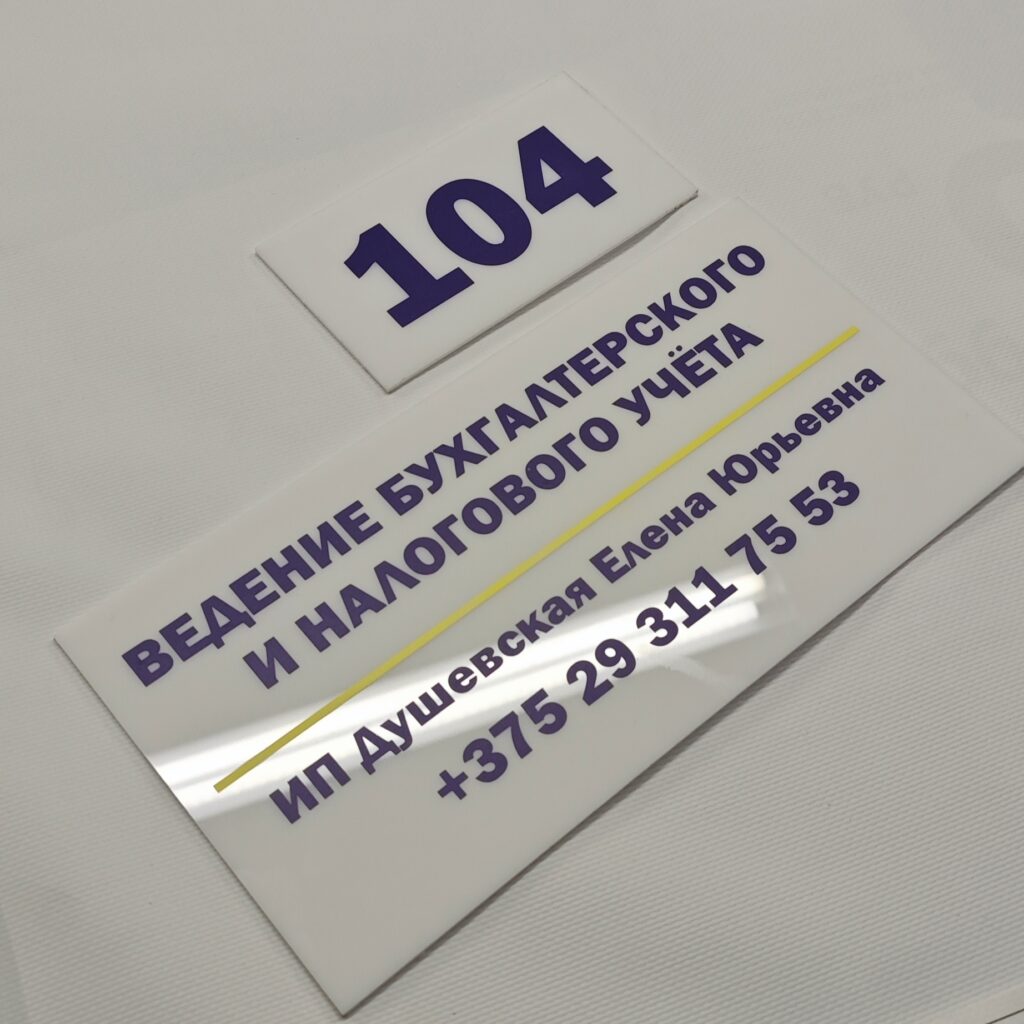 104
ВЕДЕНИЕ БУХГАЛТЕРСКОГО
И НАЛОГОВОГО УЧЁТА
ИП Душевская Елена Юрьевна
+375 29 311 75 53